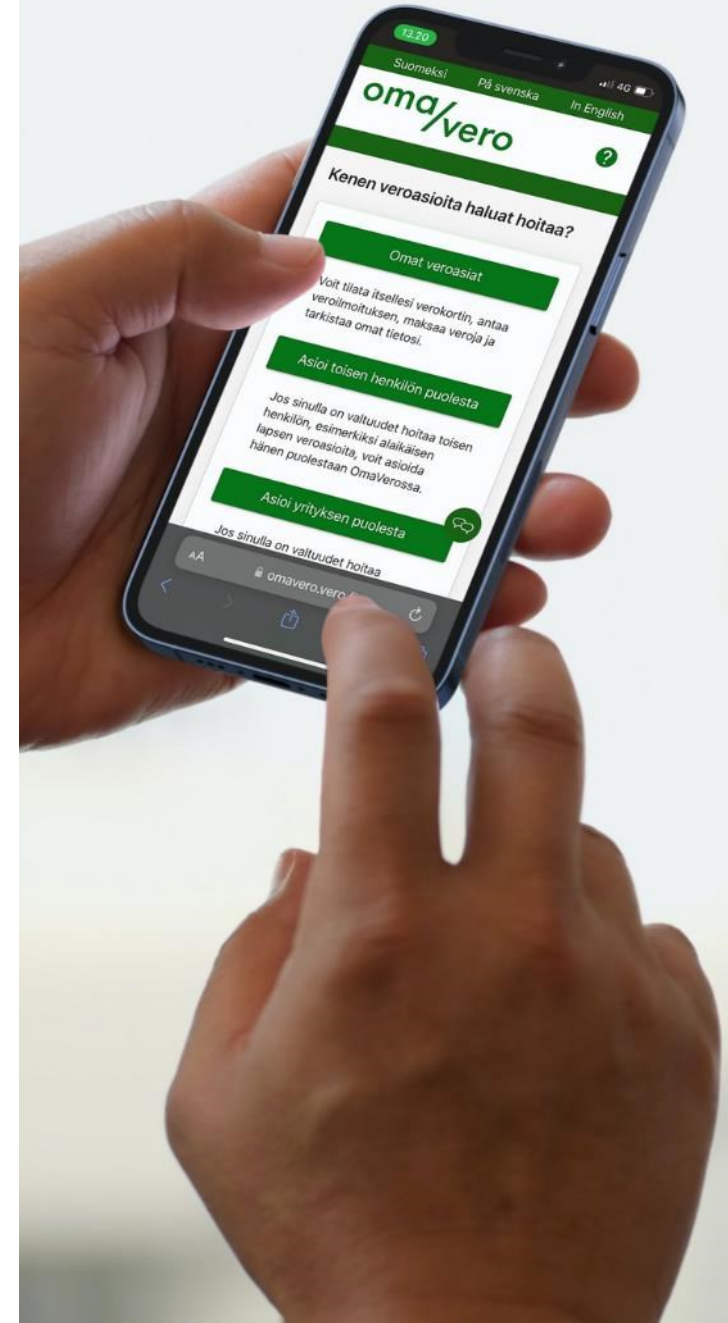 13.20
4G
Suomeksi På svenska In English
oma/vero
?
Kenen veroasioita haluat hoitaa?
Omat veroasiat
Voit tilata itsellesi verokortin, antaa
veroilmoituksen, maksaa veroja ja
tarkistaa omat tietosi.
Asioi toisen henkilön puolesta
Jos sinulla on valtuudet hoitaa toisen
henkilön, esimerkiksi alaikäisen
lapsen veroasioita, voit asioida
hänen puolestaan OmaVerossa.
Asioi yrityksen puolesta
Jos sinulla on valtuudet hoitaa
AA omavero.vero.